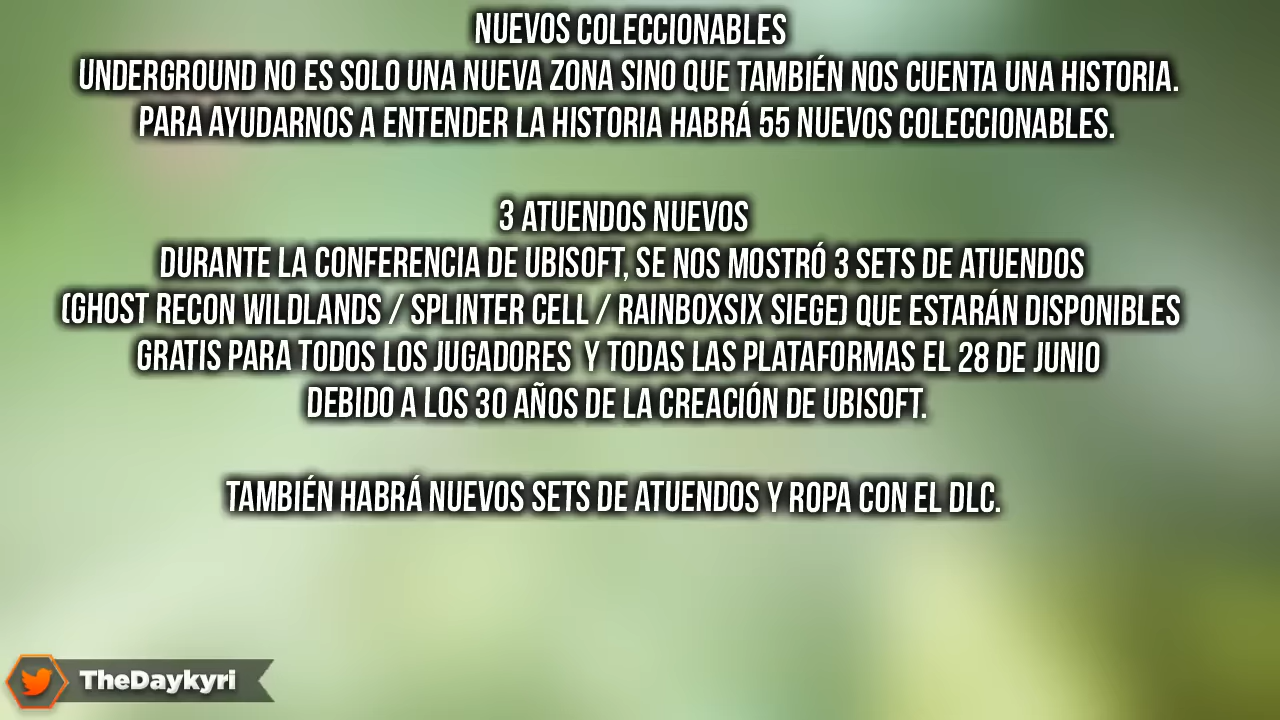 NUEVOS COLECCIONABLES
UNDERGROUND NO ES SOLO UNA NUEVA ZONA SINO QUE TAMBIÉN NOS CUENTA UNA HISTORIA.
PARA AYUDARNOS A ENTENDER LA HISTORIA HABRÁ 55 NUEVOS COLECCIONABLES.
3 ATUENDOS NUEVOS
DURANTE LA CONFERENCIA DE UBISOFT, SE NOS MOSTRÓ 3 SETS DE ATUENDOS
(GHOST RECON WILDLANDS / SPLINTER CELL / RAINBOXSIX SIEGE) QUE ESTARÁN DISPONIBLES
GRATIS PARA TODOS LOS JUGADORES Y TODAS LAS PLATAFORMAS EL 28 DE JUNIO
DEBIDO A LOS 30 AÑOS DE LA CREACIÓN DE UBISOFT.
TAMBIÉN HABRÁ NUEVOS SETS DE ATUENDOS Y ROPA CON EL DLC.
TheDaykyri